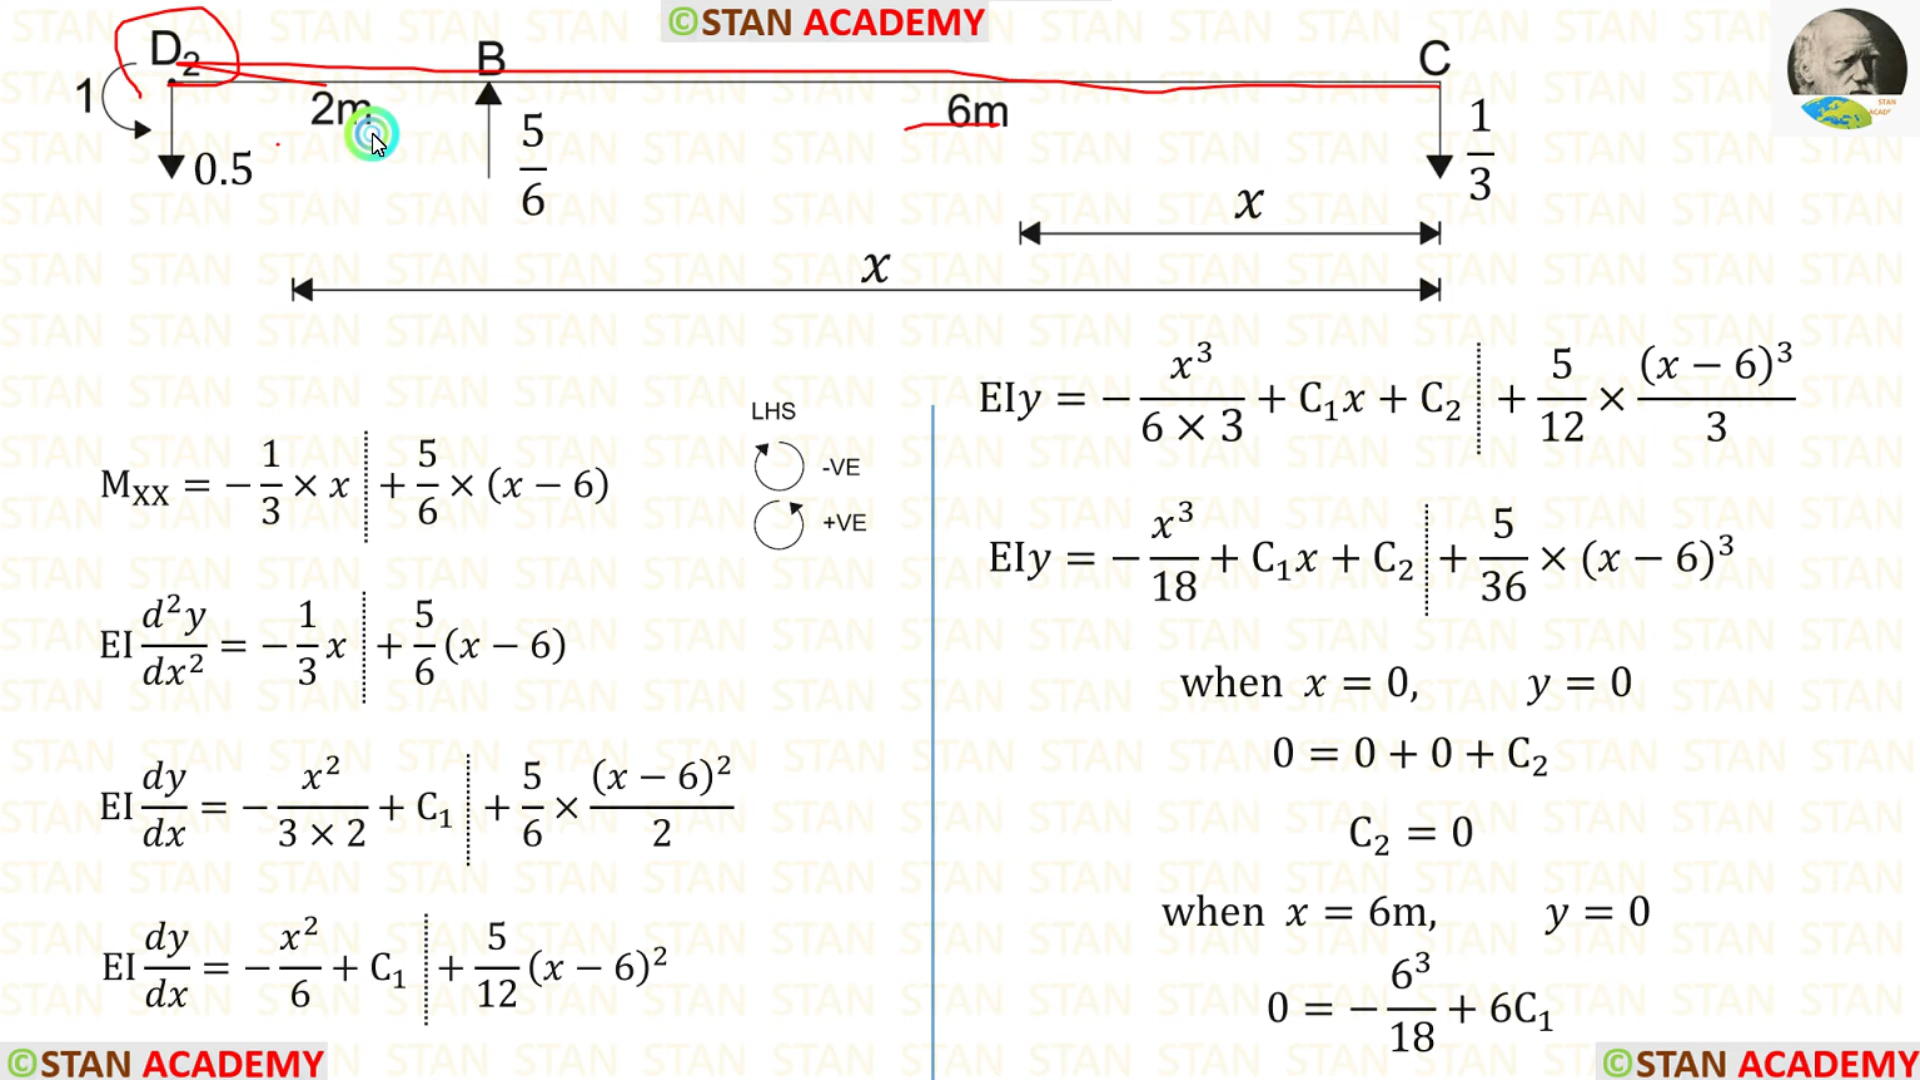 ©STAN ACADEMY
D₂ B C
1 2m 6m
0.5 5/6 1/3
x
x
LHS
-VE
+VE
M_XX = − 1/3 × x + 5/6 × (x − 6)
EI d²y/dx² = − 1/3 x + 5/6 (x − 6)
EI dy/dx = − x²/(3 × 2) + C₁ + 5/6 × (x − 6)²/2
EI dy/dx = − x²/6 + C₁ + 5/12 (x − 6)²
EIy = − x³/(6 × 3) + C₁x + C₂ + 5/12 × (x − 6)³/3
EIy = − x³/18 + C₁x + C₂ + 5/36 × (x − 6)³
when x = 0, y = 0
0 = 0 + 0 + C₂
C₂ = 0
when x = 6m, y = 0
0 = − 6³/18 + 6C₁
©STAN ACADEMY
©STAN ACADEMY